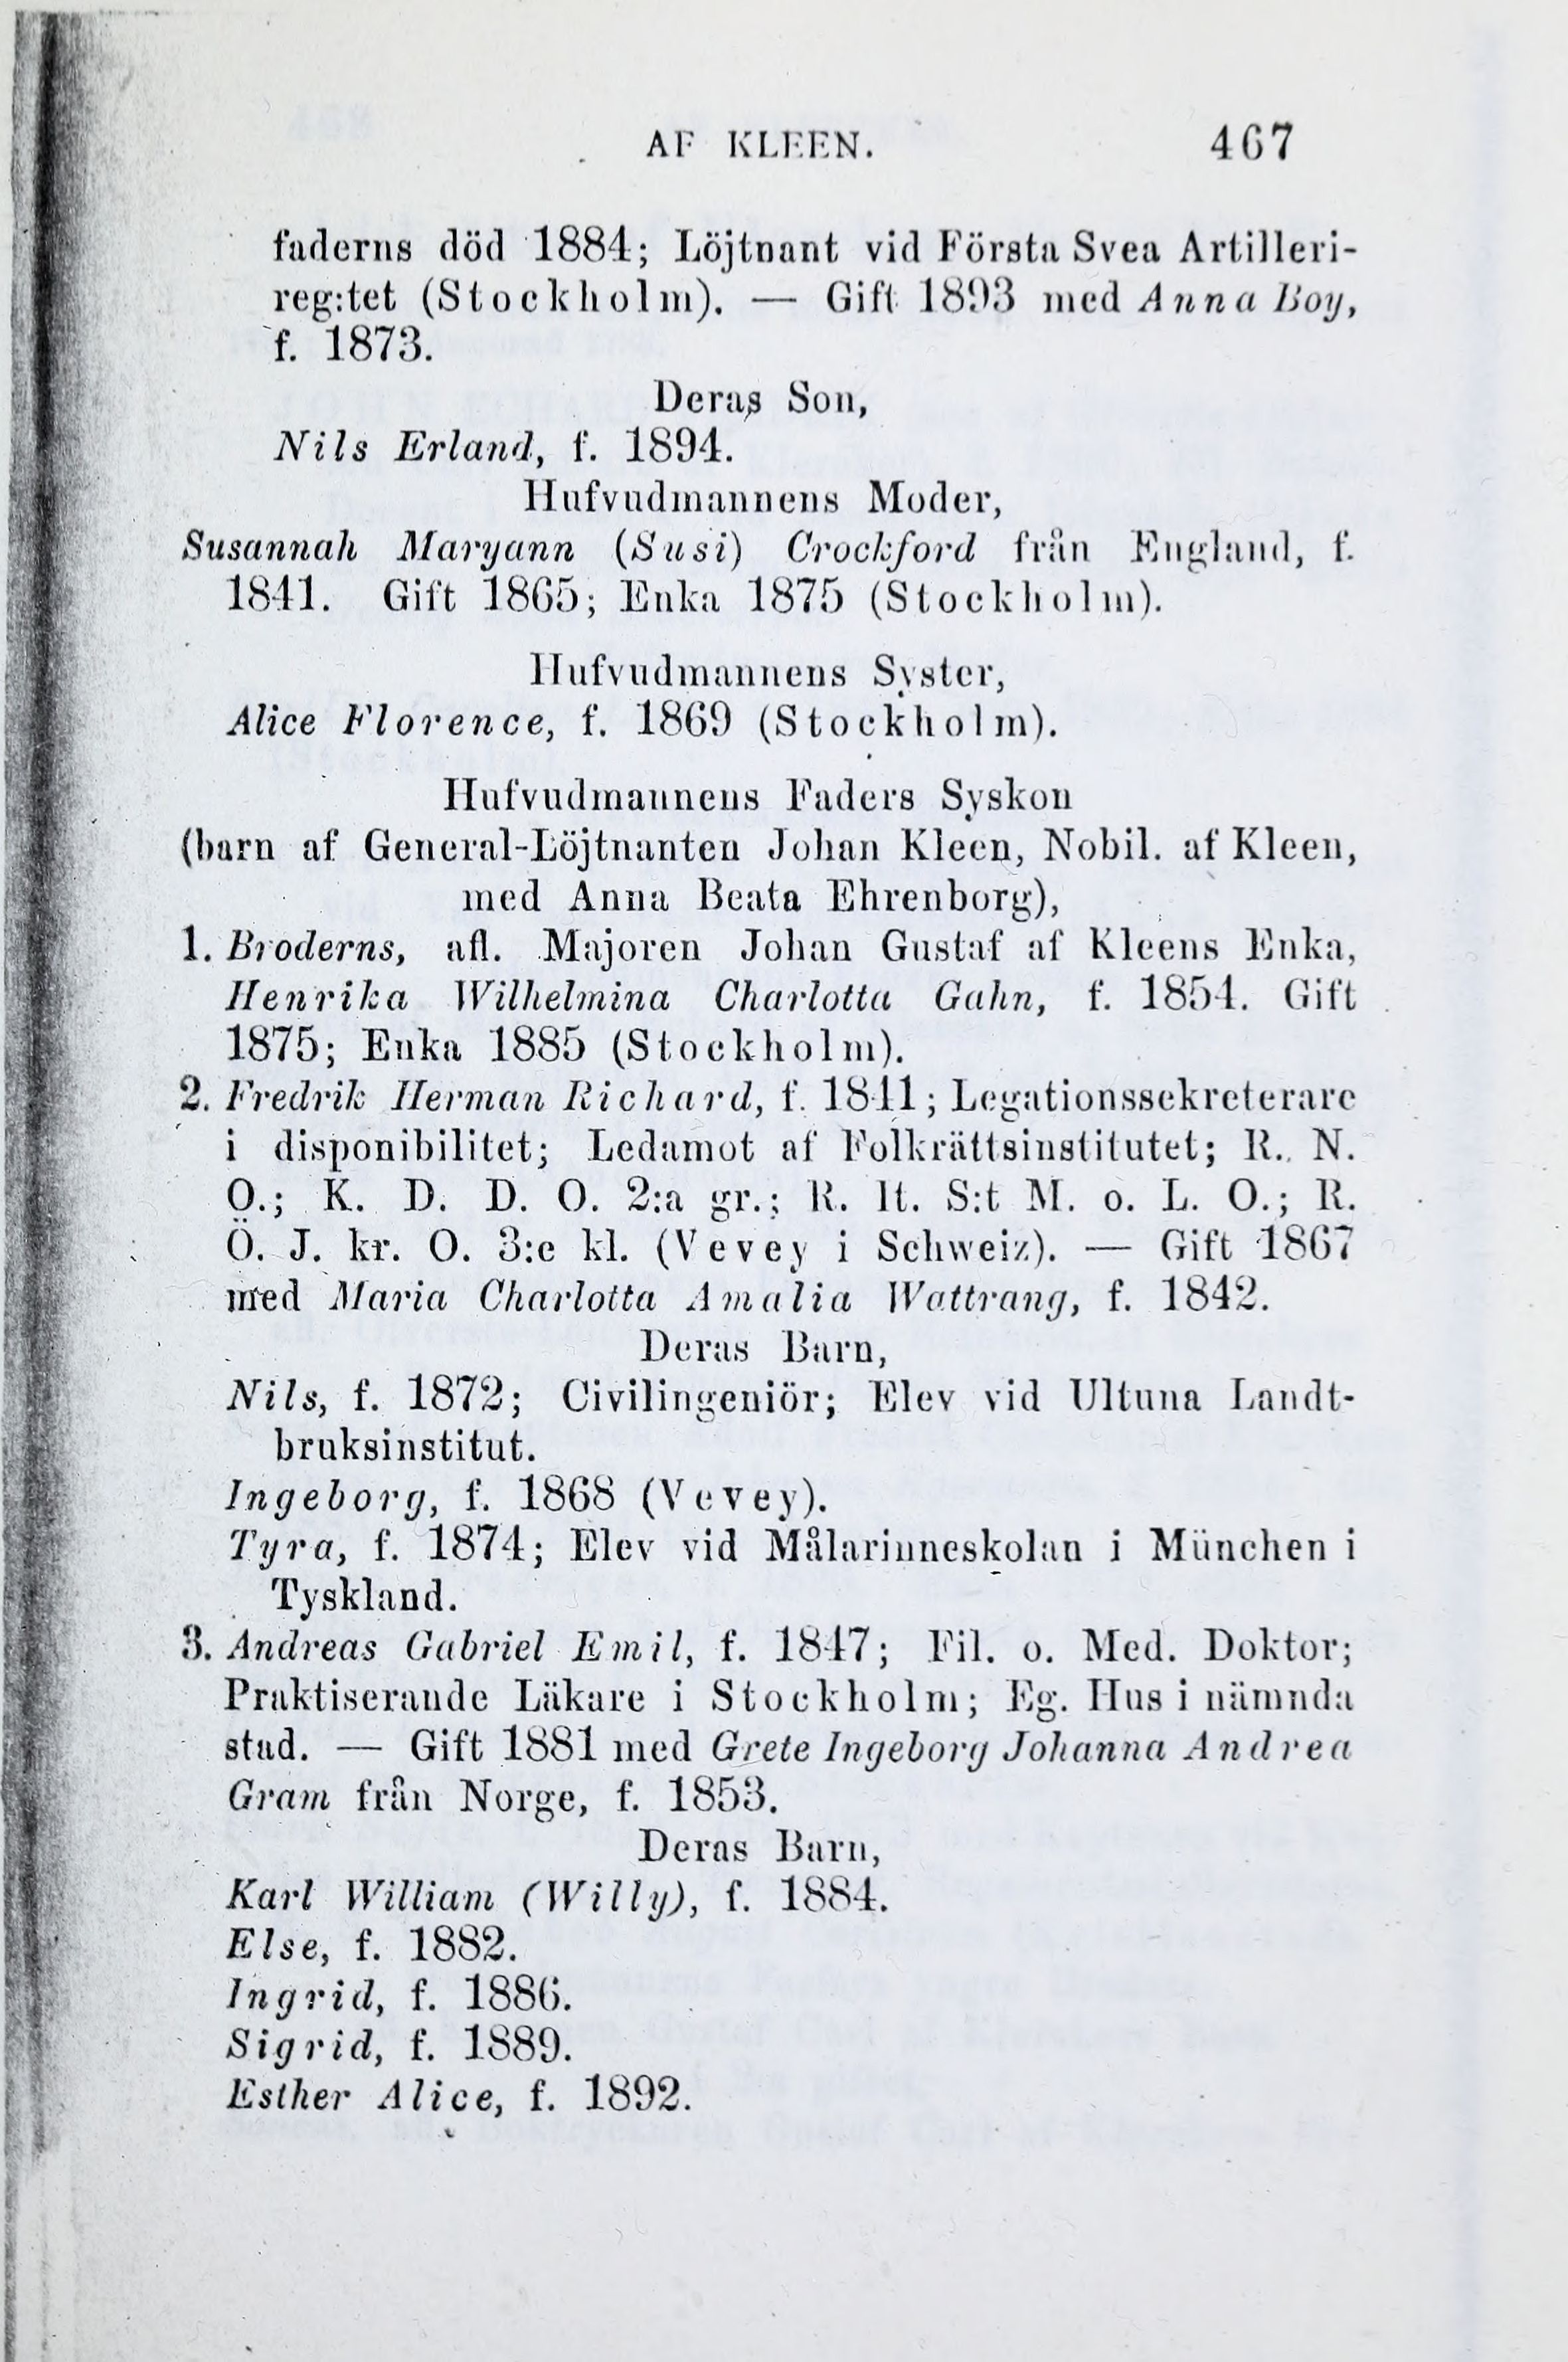 AF KLEEN. 467
faderns död 1884; Löjtnant vid Första Svea Artilleri-
reg:tet (Stockholm). — Gift 1893 med Anna Boy,
f. 1873.
Deras Son,
Nils Erland, f. 1894.
Hufvudmannens Moder,
Susannah Maryann (Susi) Crockford från England, f.
1841. Gift 1865; Enka 1875 (Stockholm).
Hufvudmannens Syster,
Alice Florence, f. 1869 (Stockholm).
Hufvudmannens Faders Syskon
(barn af General-Löjtnanten Johan Kleen, Nobil. af Kleen,
med Anna Beata Ehrenborg),
1. Broderns, afl. Majoren Johan Gustaf af Kleens Enka,
Henrika Wilhelmina Charlotta Gahn, f. 1854. Gift
1875; Enka 1885 (Stockholm).
2. Fredrik Herman Richard, f. 1841; Legationssekreterare
i disponibilitet; Ledamot af Folkrättsinstitutet; R. N.
O.; K. D. D. O. 2:a gr.; R. It. S:t M. o. L. O.; R.
Ö. J. kr. O. 3:e kl. (Vevey i Schweiz). — Gift 1867
med Maria Charlotta Amalia Wattrang, f. 1842.
Deras Barn,
Nils, f. 1872; Civilingeniör; Elev vid Ultuna Landt-
bruksinstitut.
Ingeborg, f. 1868 (Vevey).
Tyra, f. 1874; Elev vid Målarinneskolan i München i
Tyskland.
3. Andreas Gabriel Emil, f. 1847; Fil. o. Med. Doktor;
Praktiserande Läkare i Stockholm; Eg. Hus i nämnda
stad. — Gift 1881 med Grete Ingeborg Johanna Andrea
Gram från Norge, f. 1853.
Deras Barn,
Karl William (Willy), f. 1884.
Else, f. 1882.
Ingrid, f. 1886.
Sigrid, f. 1889.
Esther Alice, f. 1892.